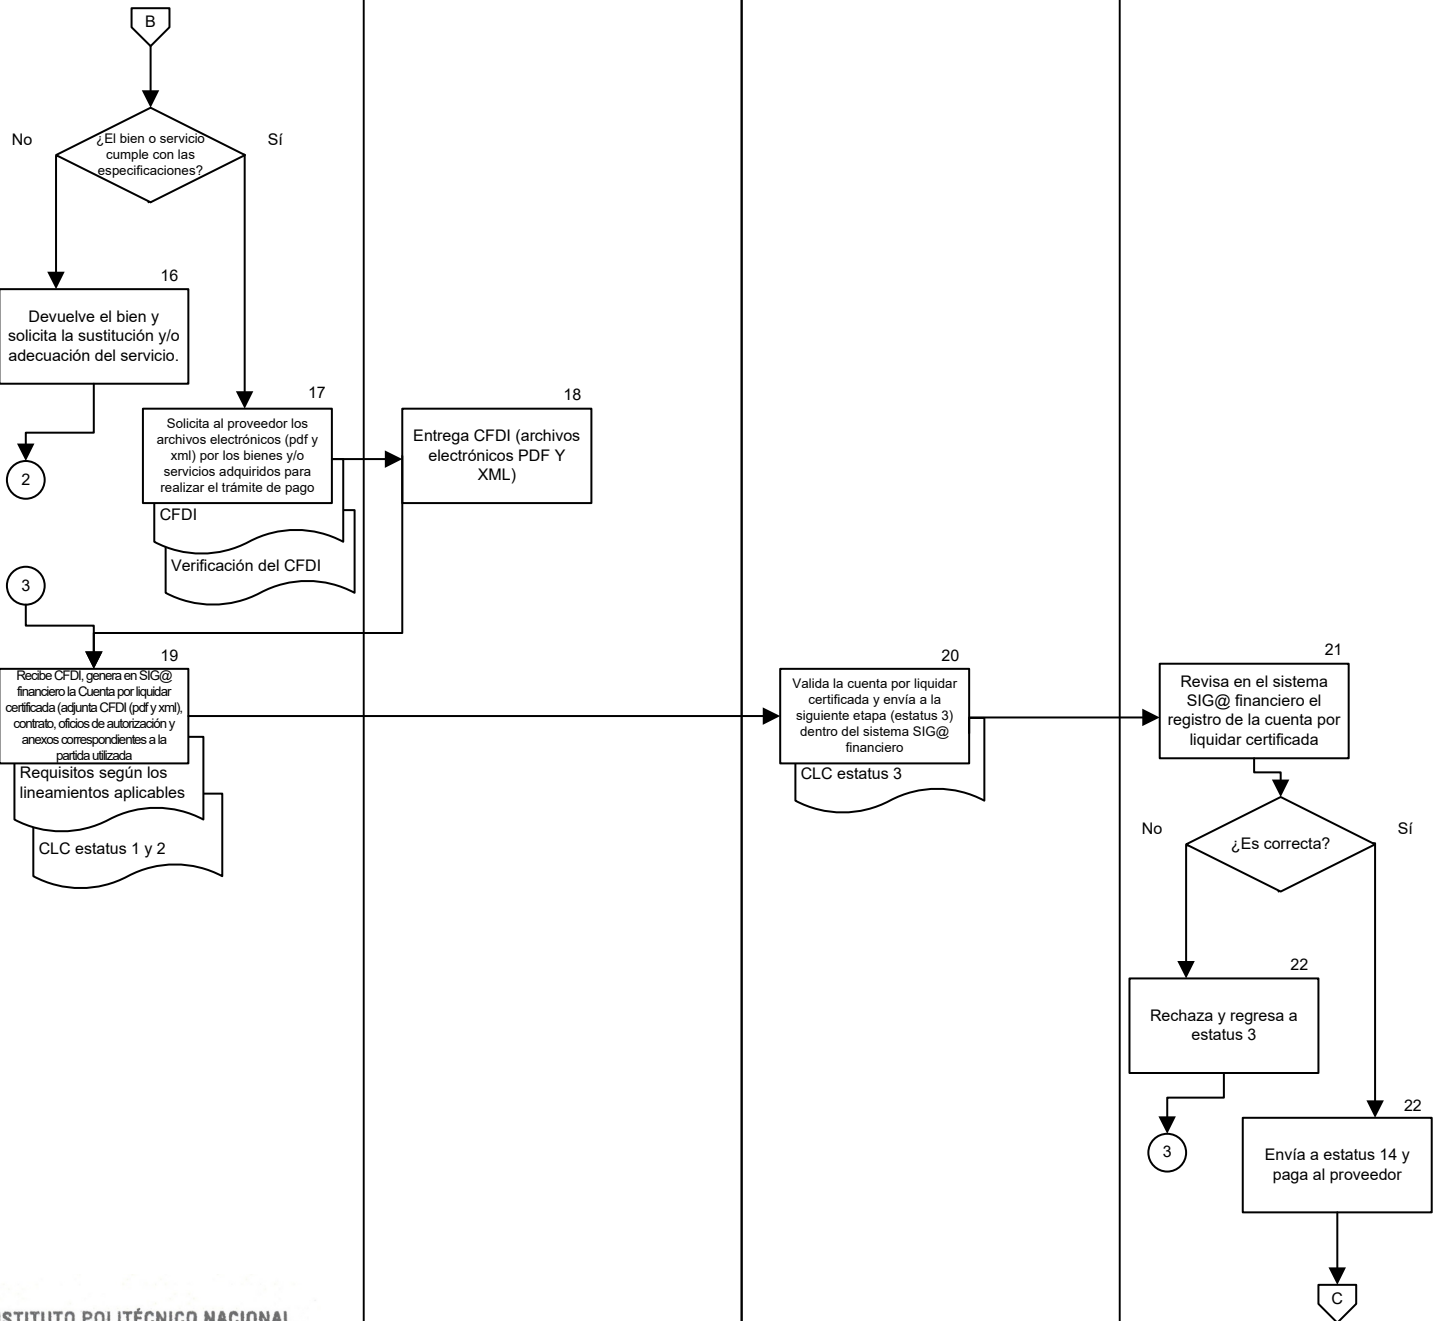 B
No
¿El bien o servicio
cumple con las
especificaciones?
Sí
16
Devuelve el bien y
solicita la sustitución y/o
adecuación del servicio.
2
17
Solicita al proveedor los
archivos electrónicos (pdf y
xml) por los bienes y/o
servicios adquiridos para
realizar el trámite de pago
CFDI
Verificación del CFDI
18
Entrega CFDI (archivos
electrónicos PDF Y
XML)
3
19
Recibe CFDI, genera en SIG@
financiero la Cuenta por liquidar
certificada (adjunta CFDI (pdf y xml),
contrato, oficios de autorización y
anexos correspondientes a la
partida utilizada
Requisitos según los
lineamientos aplicables
CLC estatus 1 y 2
20
Valida la cuenta por liquidar
certificada y envía a la
siguiente etapa (estatus 3)
dentro del sistema SIG@
financiero
CLC estatus 3
21
Revisa en el sistema
SIG@ financiero el
registro de la cuenta por
liquidar certificada
No
¿Es correcta?
Sí
22
Rechaza y regresa a
estatus 3
3
22
Envía a estatus 14 y
paga al proveedor
C
STITUTO POLITÉCNICO NACIONAL